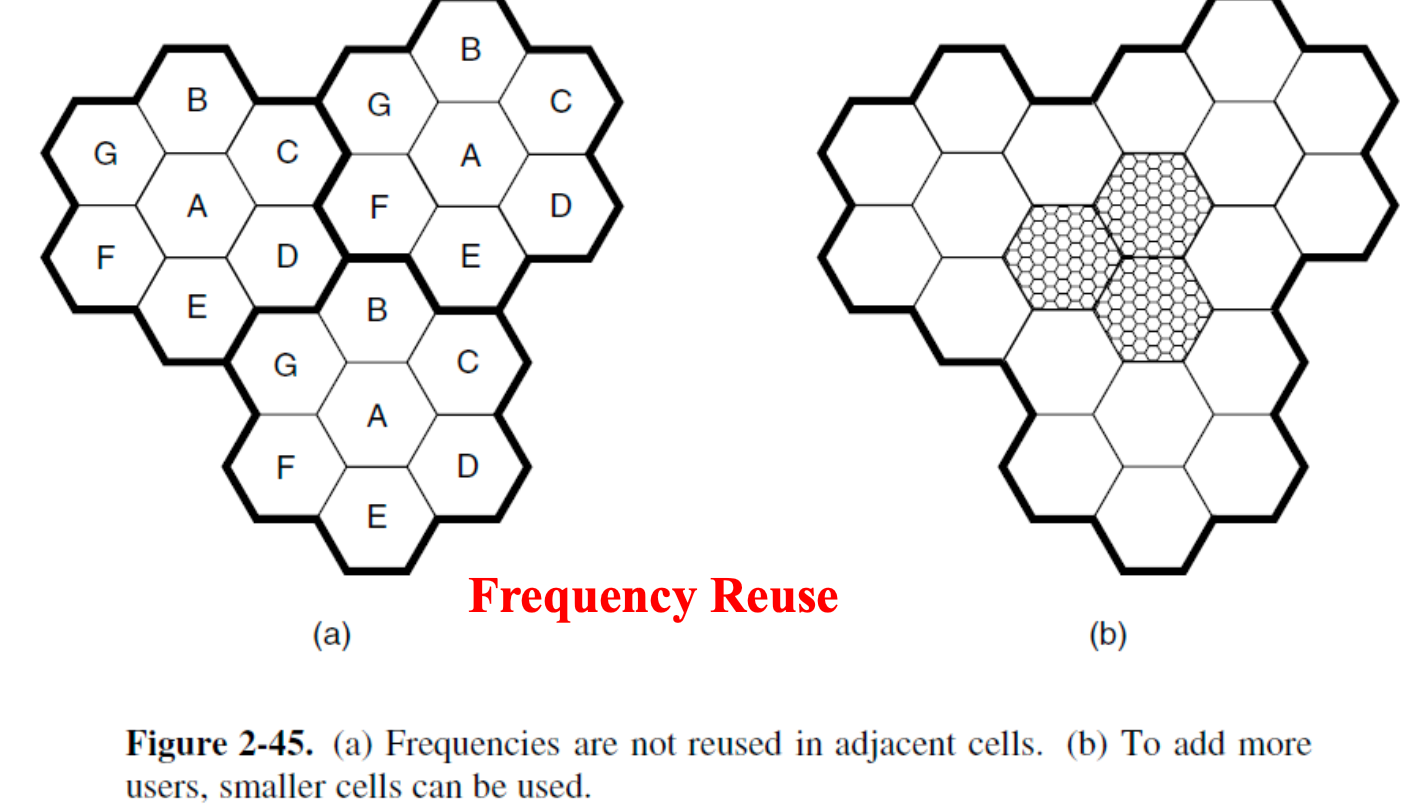 B
G
C
B
G
C
A
A
F
D
F
D
E
E
B
G
C
A
F
D
E
Frequency Reuse
(a)
(b)
Figure 2-45. (a) Frequencies are not reused in adjacent cells. (b) To add more
users, smaller cells can be used.